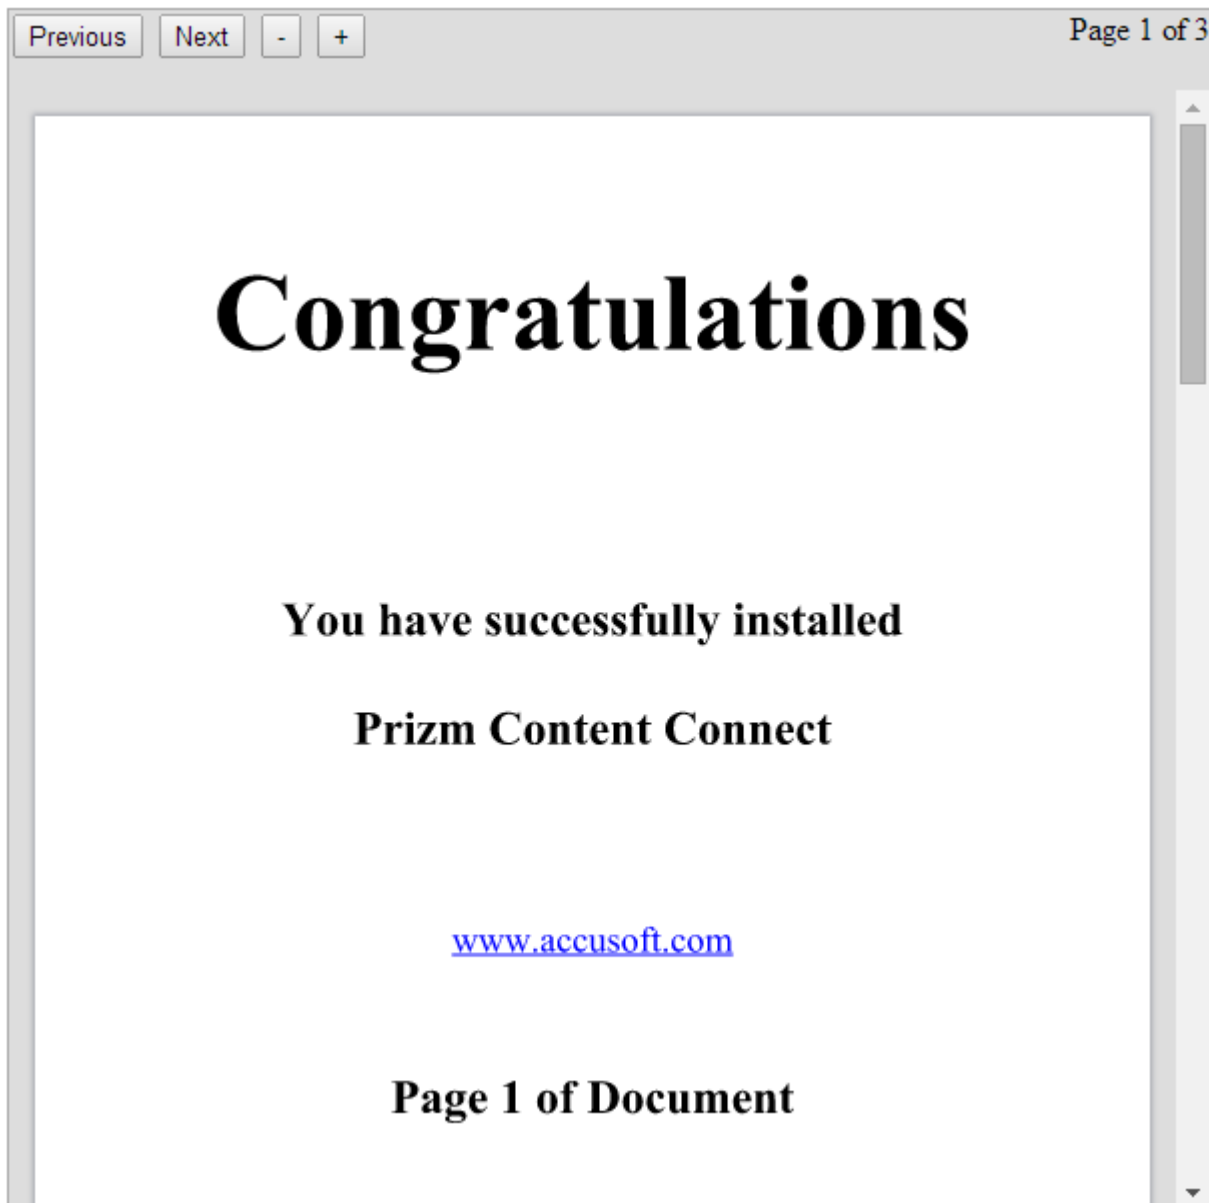 Previous Next - + Page 1 of 3
Congratulations
You have successfully installed
Prizm Content Connect
www.accusoft.com
Page 1 of Document